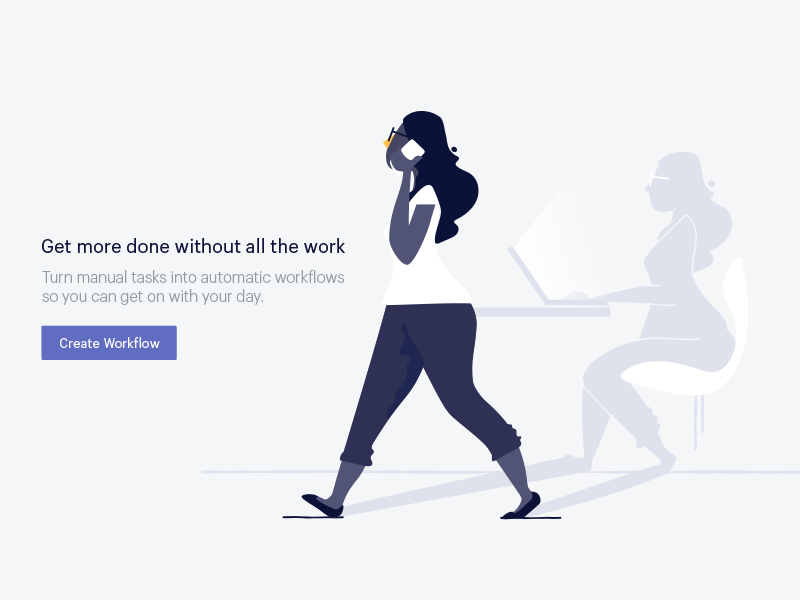 Get more done without all the work
Turn manual tasks into automatic workflows
so you can get on with your day.
Create Workflow